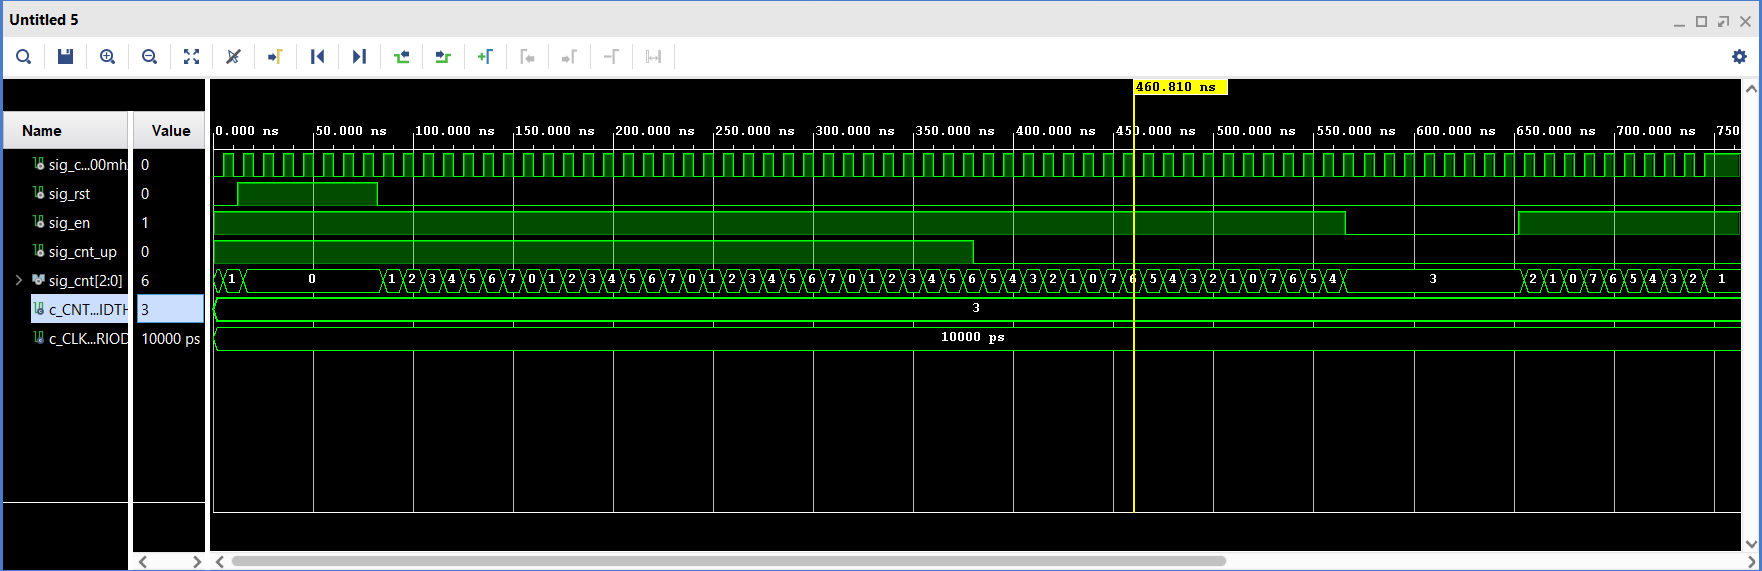 Untitled 5
460.810 ns
Name Value
0.000 ns 50.000 ns 100.000 ns 150.000 ns 200.000 ns 250.000 ns 300.000 ns 350.000 ns 400.000 ns 450.000 ns 500.000 ns 550.000 ns 600.000 ns 650.000 ns 700.000 ns 750
sig_c...00mh 0
sig_rst 0
sig_en 1
sig_cnt_up 0
sig_cnt[2:0] 6 1 0 1 2 3 4 5 6 7 0 1 2 3 4 5 6 7 0 1 2 3 4 5 6 7 0 1 2 3 4 5 6 5 4 3 2 1 0 7 6 5 4 3 2 1 0 7 6 5 4 3 2 1 0 7 6 5 4 3 2 1
c_CNT...IDTH 3 3
c_CLK...RIOD 10000 ps 10000 ps